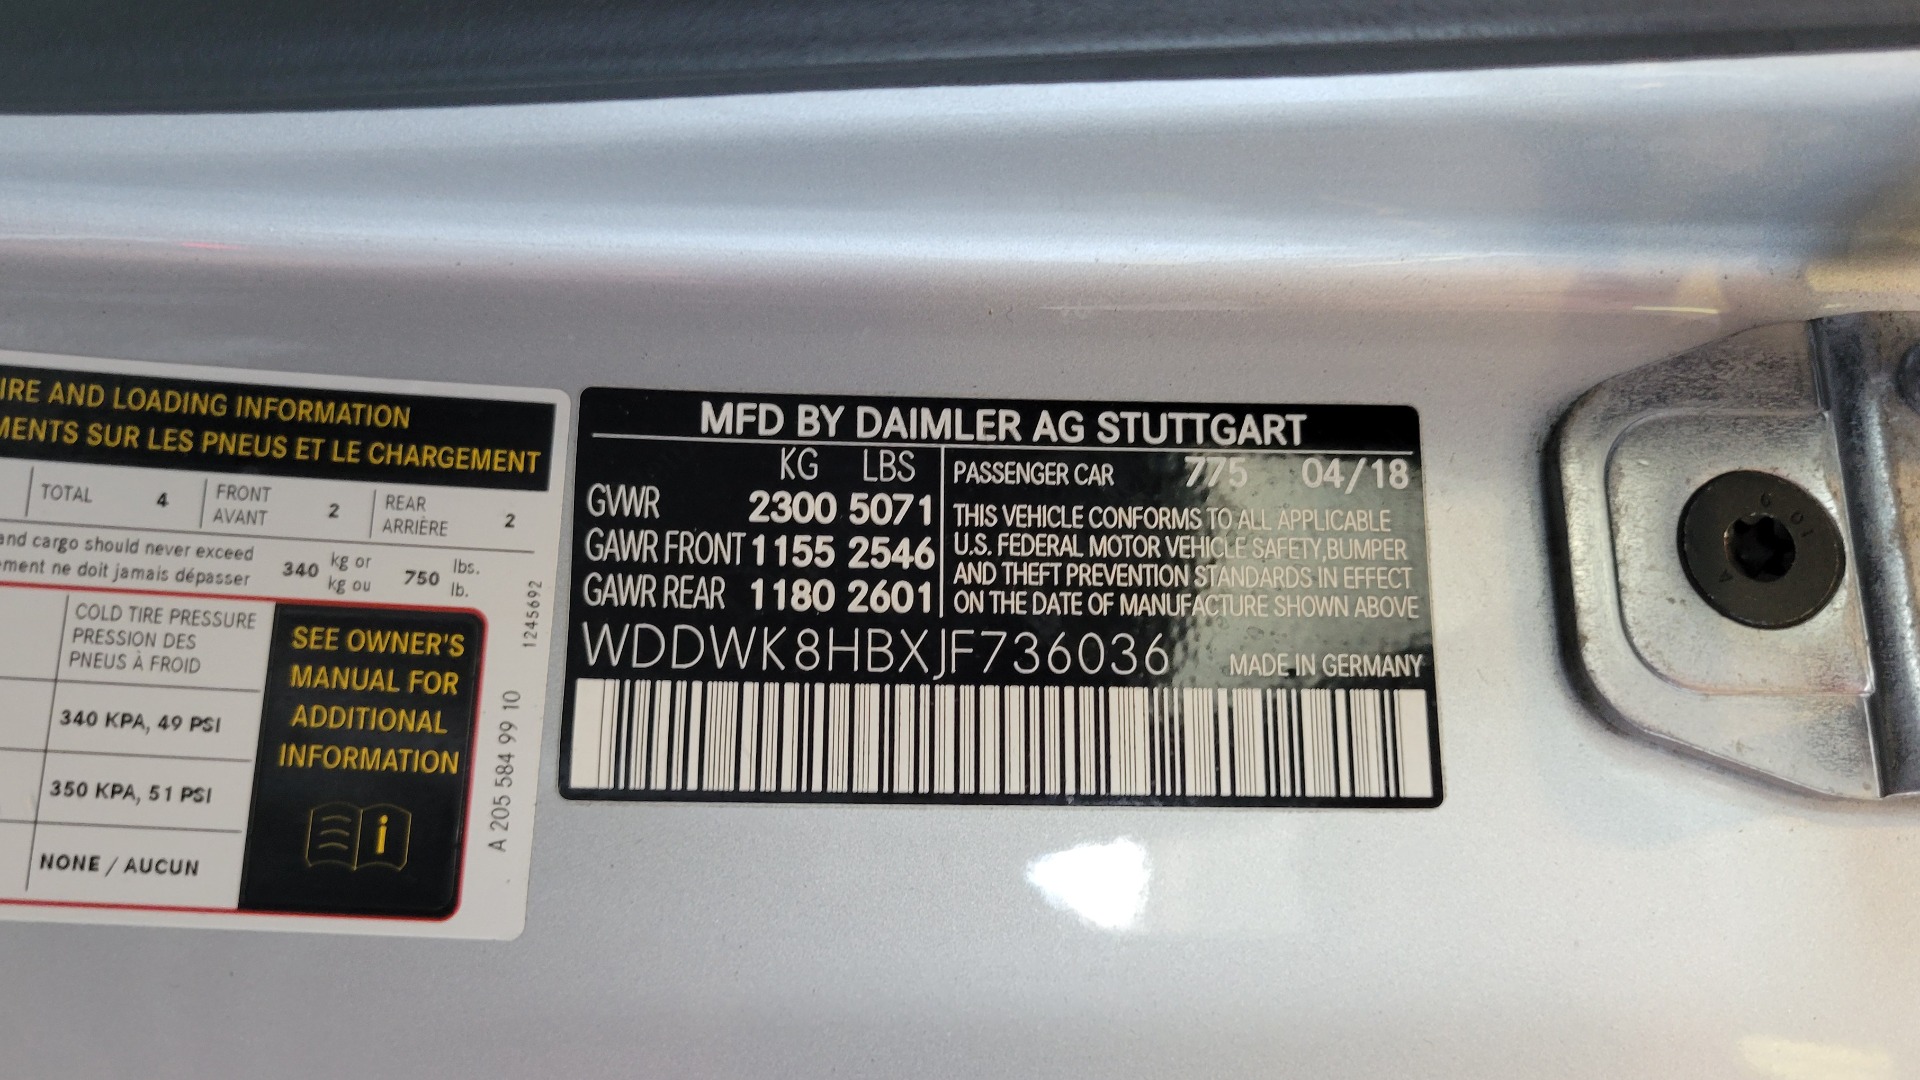 IRE AND LOADING INFORMATION
MENTS SUR LES PNEUS ET LE CHARGEMENT
TOTAL 4 FRONT 2 REAR 2
AVANT ARRIÈRE
and cargo should never exceed 340 kg or 750 lbs.
ment ne doit jamais dépasser kg ou lb.
COLD TIRE PRESSURE
PRESSION DES
PNEUS À FROID
340 KPA, 49 PSI
350 KPA, 51 PSI
NONE / AUCUN
SEE OWNER'S
MANUAL FOR
ADDITIONAL
INFORMATION
i
1245692
A 205 584 99 10
MFD BY DAIMLER AG STUTTGART
KG LBS
GVWR 2300 5071
GAWR FRONT 1155 2546
GAWR REAR 1180 2601
PASSENGER CAR 775 04/18
THIS VEHICLE CONFORMS TO ALL APPLICABLE
U.S. FEDERAL MOTOR VEHICLE SAFETY,BUMPER
AND THEFT PREVENTION STANDARDS IN EFFECT
ON THE DATE OF MANUFACTURE SHOWN ABOVE
WDDWK8HBXJF736036
MADE IN GERMANY